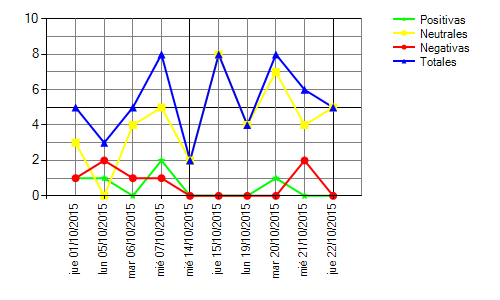 10
8
6
4
2
0
Positivas
Neutrales
Negativas
Totales
jue 01/10/2015
lun 05/10/2015
mar 06/10/2015
mié 07/10/2015
mié 14/10/2015
jue 15/10/2015
lun 19/10/2015
mar 20/10/2015
mié 21/10/2015
jue 22/10/2015